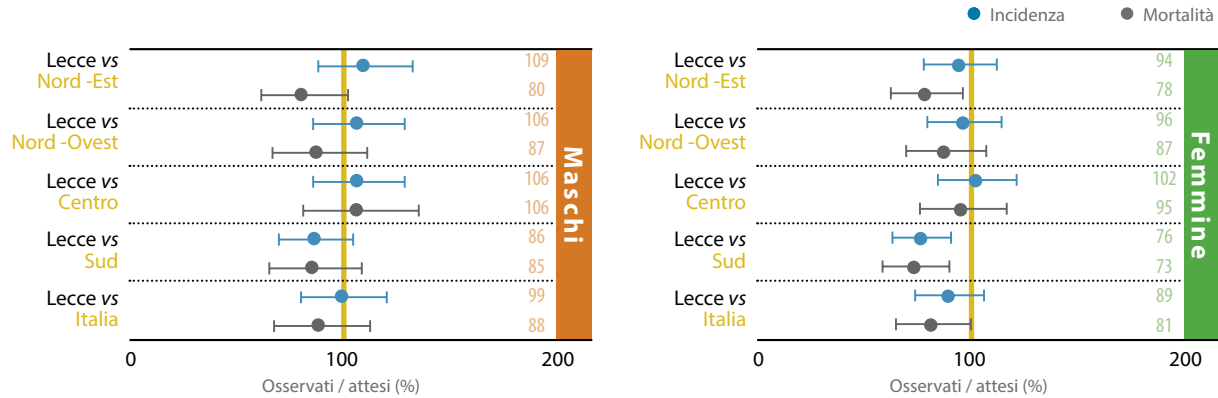 Incidenza Mortalità
Lecce vs
Nord -Est
109
80
Lecce vs
Nord -Ovest
106
87
Lecce vs
Centro
106
106
Lecce vs
Sud
86
85
Lecce vs
Italia
99
88
Maschi
0 100 200
Osservati / attesi (%)
Lecce vs
Nord -Est
94
78
Lecce vs
Nord -Ovest
96
87
Lecce vs
Centro
102
95
Lecce vs
Sud
76
73
Lecce vs
Italia
89
81
Femmine
0 100 200
Osservati / attesi (%)